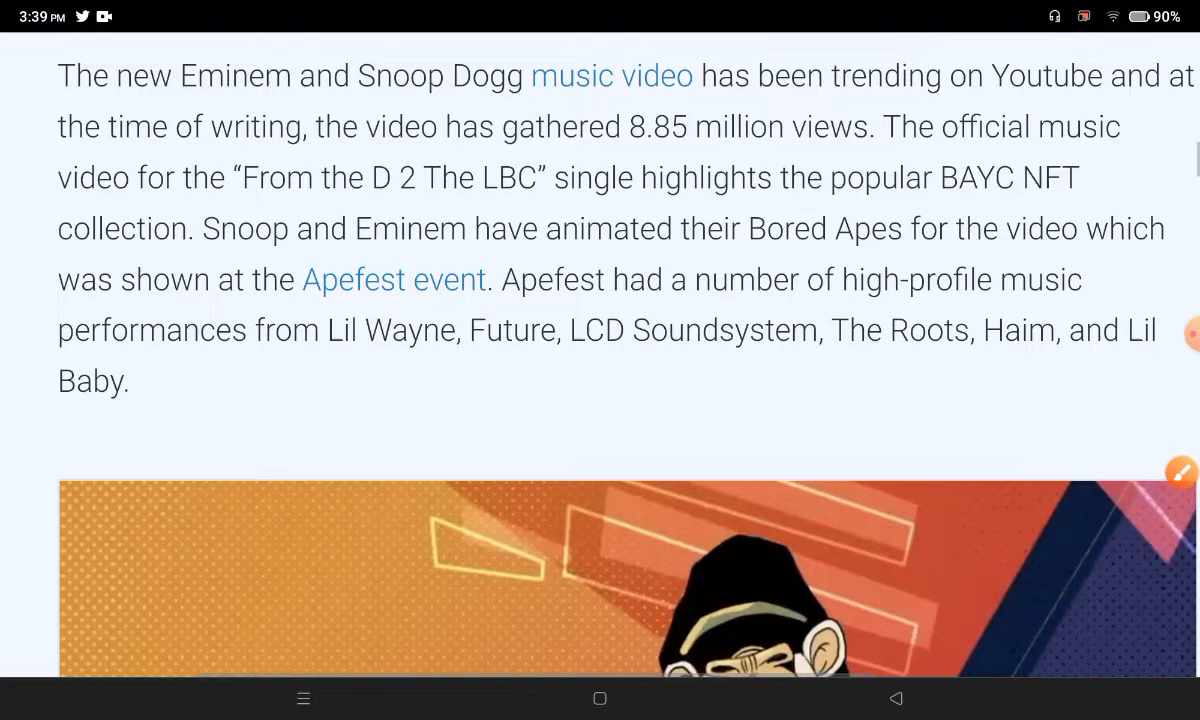 3:39 PM
90%
The new Eminem and Snoop Dogg music video has been trending on Youtube and at
the time of writing, the video has gathered 8.85 million views. The official music
video for the “From the D 2 The LBC” single highlights the popular BAYC NFT
collection. Snoop and Eminem have animated their Bored Apes for the video which
was shown at the Apefest event. Apefest had a number of high-profile music
performances from Lil Wayne, Future, LCD Soundsystem, The Roots, Haim, and Lil
Baby.